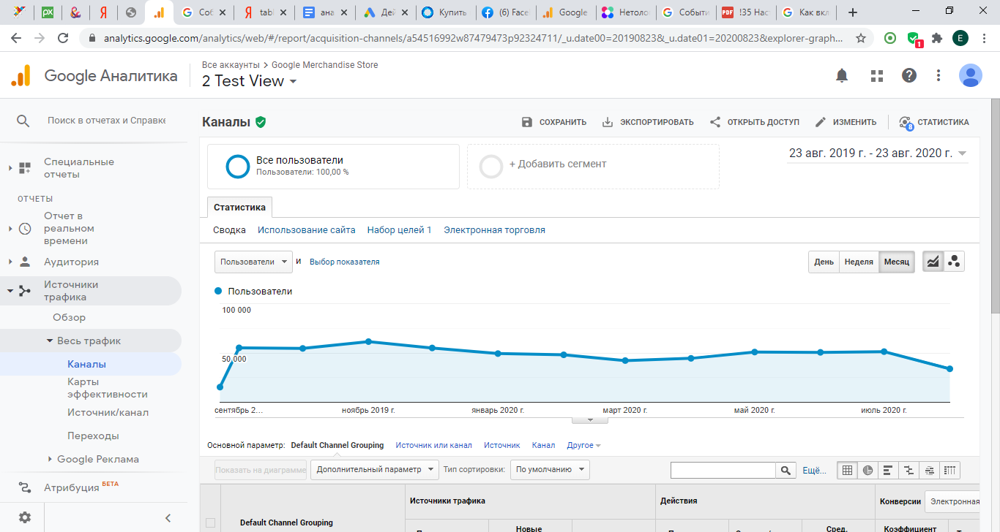 Соб
tabl
ана
Дей
Купить
(6) Face
Google
Нетоло
Событи
!35 Нас
Как вкл
analytics.google.com/analytics/web/#/report/acquisition-channels/a54516992w87479473p92324711/_u.date00=20190823&_u.date01=20200823&explorer-graph...
1
E
Google Аналитика
Все аккаунты > Google Merchandise Store
2 Test View
Поиск в отчетах и Справке
Специальные
отчеты
ОТЧЕТЫ
Отчет в
реальном
времени
Аудитория
Источники
трафика
Обзор
Весь трафик
Каналы
Карты
эффективности
Источник/канал
Переходы
Google Реклама
Атрибуция БЕТА
Каналы
СОХРАНИТЬ
ЭКСПОРТИРОВАТЬ
ОТКРЫТЬ ДОСТУП
ИЗМЕНИТЬ
8
СТАТИСТИКА
Все пользователи
Пользователи: 100,00 %
+ Добавить сегмент
23 авг. 2019 г. - 23 авг. 2020 г.
Статистика
Сводка Использование сайта Набор целей 1 Электронная торговля
Пользователи и Выбор показателя
День Неделя Месяц
Пользователи
100 000
50 000
сентябрь 2... ноябрь 2019 г. январь 2020 г. март 2020 г. май 2020 г. июль 2020 г.
Основной параметр: Default Channel Grouping Источник или канал Источник Канал Другое
Показать на диаграмме Дополнительный параметр Тип сортировки: По умолчанию Ещё...
Источники трафика Действия Конверсии Электронная
Default Channel Grouping
Новые
Сред.
Коэффициент